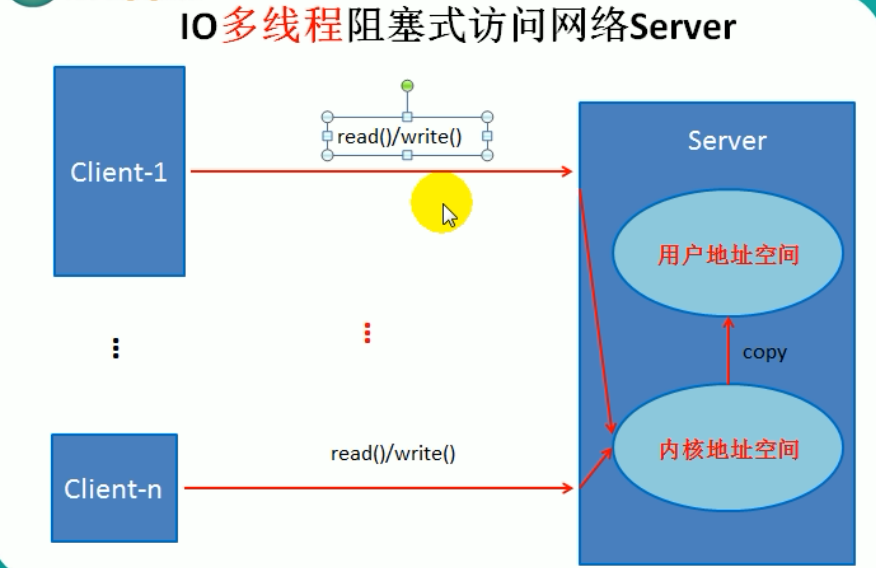 IO多线程阻塞式访问网络Server
Client-1
read()/write()
Server
用户地址空间
copy
内核地址空间
read()/write()
Client-n